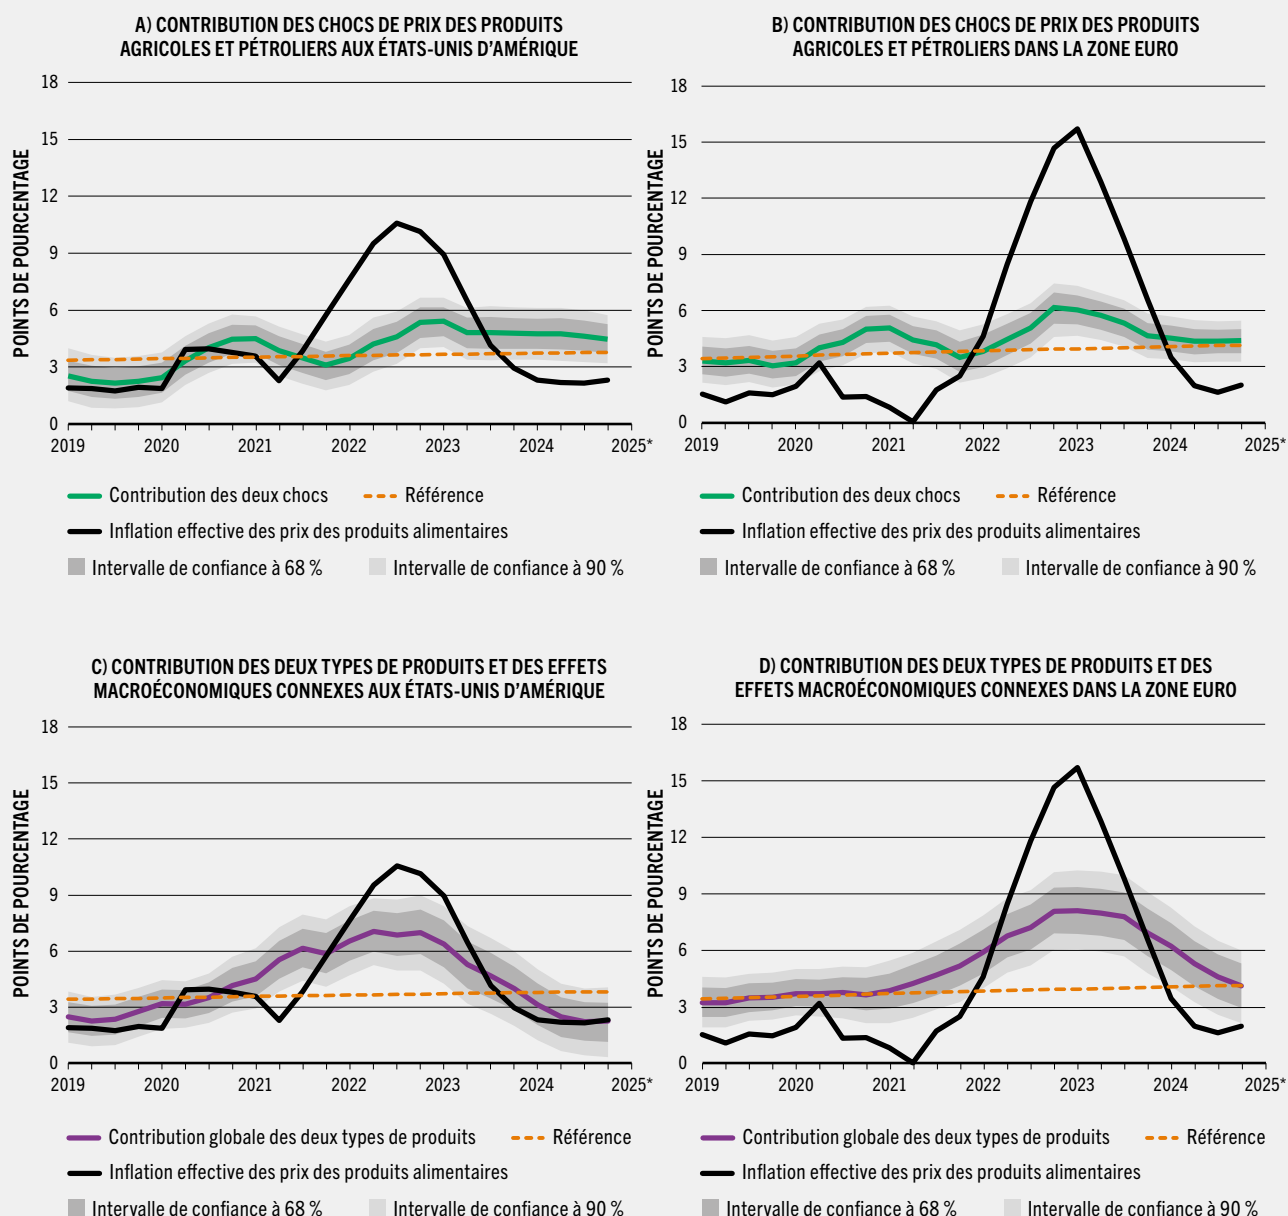 A) CONTRIBUTION DES CHOCS DE PRIX DES PRODUITS
AGRICOLES ET PÉTROLIERS AUX ÉTATS-UNIS D’AMÉRIQUE
POINTS DE POURCENTAGE
18
15
12
9
6
3
0
2019 2020 2021 2022 2023 2024 2025*
Contribution des deux chocs
Référence
Inflation effective des prix des produits alimentaires
Intervalle de confiance à 68 %
Intervalle de confiance à 90 %
B) CONTRIBUTION DES CHOCS DE PRIX DES PRODUITS
AGRICOLES ET PÉTROLIERS DANS LA ZONE EURO
POINTS DE POURCENTAGE
18
15
12
9
6
3
0
2019 2020 2021 2022 2023 2024 2025*
Contribution des deux chocs
Référence
Inflation effective des prix des produits alimentaires
Intervalle de confiance à 68 %
Intervalle de confiance à 90 %
C) CONTRIBUTION DES DEUX TYPES DE PRODUITS ET DES EFFETS
MACROÉCONOMIQUES CONNEXES AUX ÉTATS-UNIS D’AMÉRIQUE
POINTS DE POURCENTAGE
18
15
12
9
6
3
0
2019 2020 2021 2022 2023 2024 2025*
Contribution globale des deux types de produits
Référence
Inflation effective des prix des produits alimentaires
Intervalle de confiance à 68 %
Intervalle de confiance à 90 %
D) CONTRIBUTION DES DEUX TYPES DE PRODUITS ET DES
EFFETS MACROÉCONOMIQUES CONNEXES DANS LA ZONE EURO
POINTS DE POURCENTAGE
18
15
12
9
6
3
0
2019 2020 2021 2022 2023 2024 2025*
Contribution globale des deux types de produits
Référence
Inflation effective des prix des produits alimentaires
Intervalle de confiance à 68 %
Intervalle de confiance à 90 %